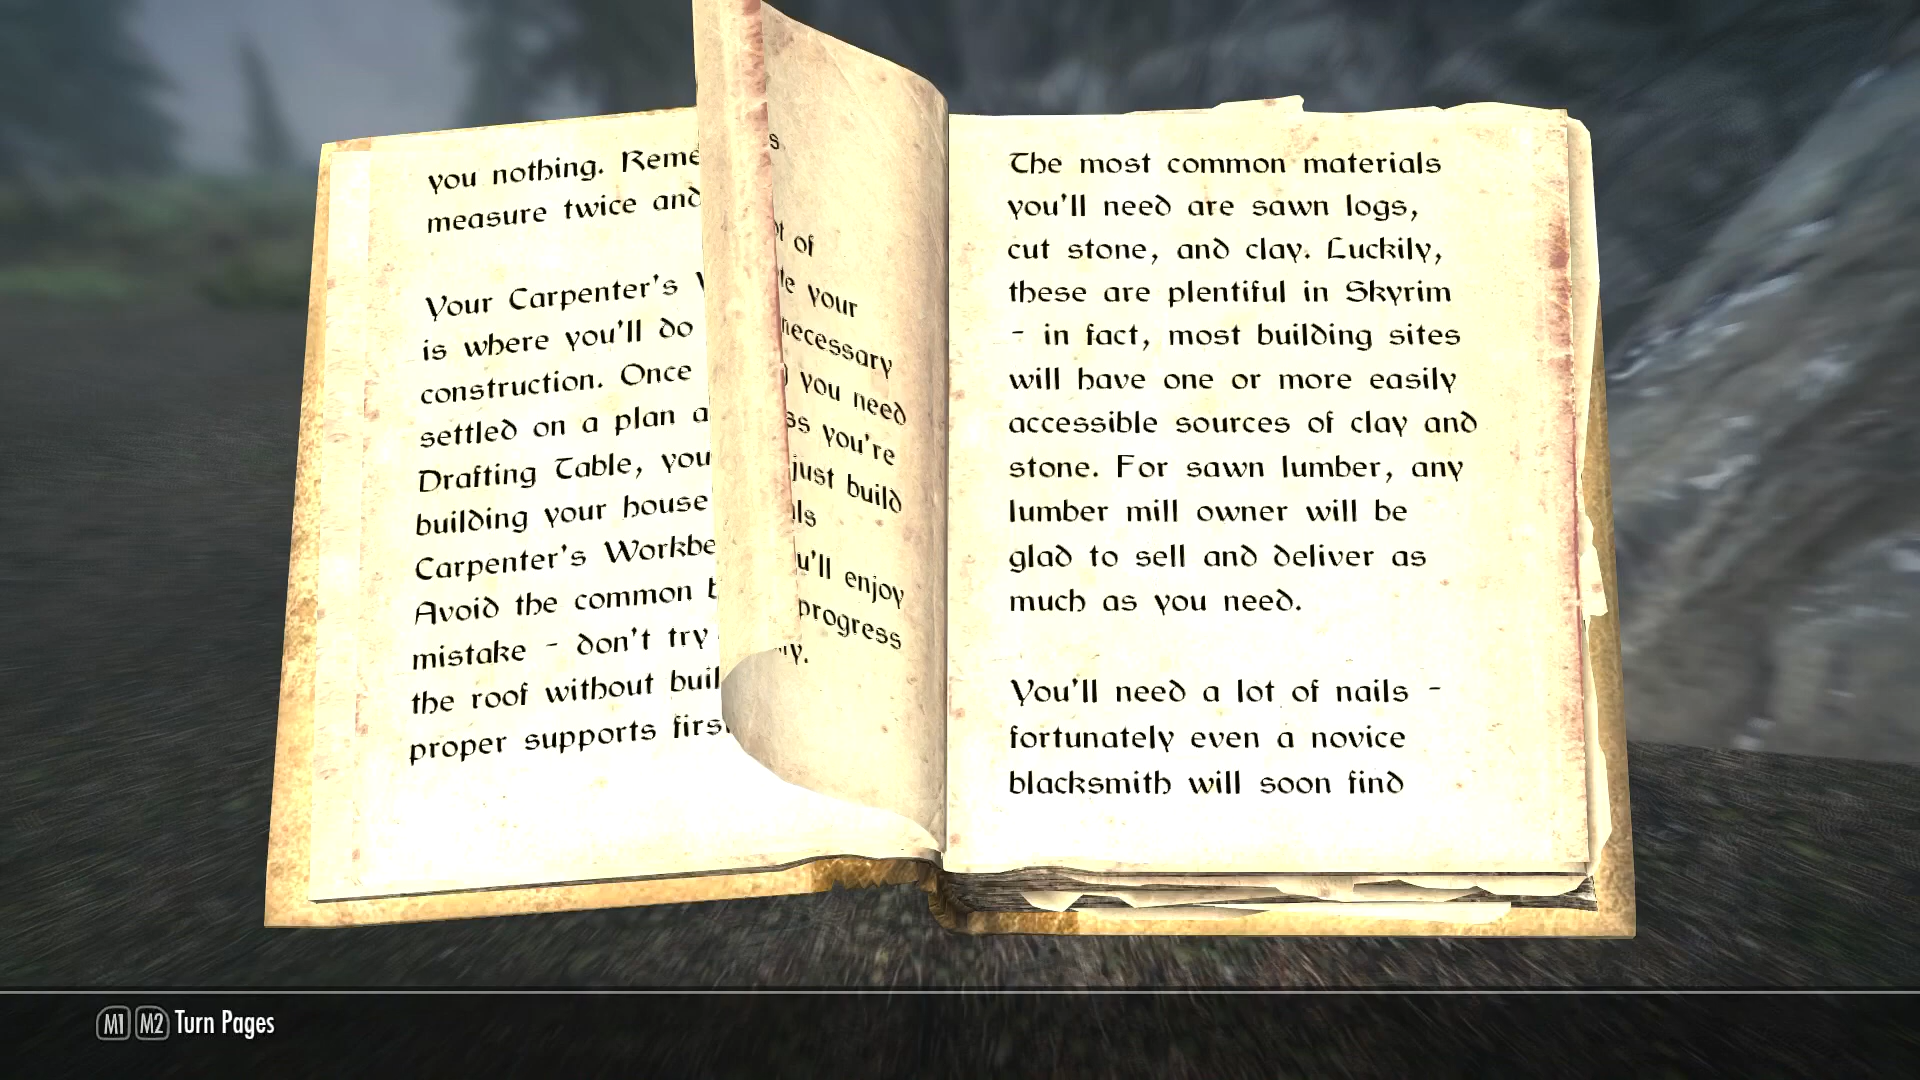 you nothing.
measure twice and
Your Carpenter's
is where you'll do
construction. Once
settled on a plan
Drafting Table, you
building your house
Carpenter's
Avoid the common
mistake - don't try
the roof without
proper supports
of
your
necessary
you need
you're
just build
enjoy
progress
The most common materials
you'll need are sawn logs,
cut stone, and clay. Luckily,
these are plentiful in Skyrim
- in fact, most building sites
will have one or more easily
accessible sources of clay and
stone. For sawn lumber, any
lumber mill owner will be
glad to sell and deliver as
much as you need.
You'll need a lot of nails -
fortunately even a novice
blacksmith will soon find
M1 M2 Turn Pages